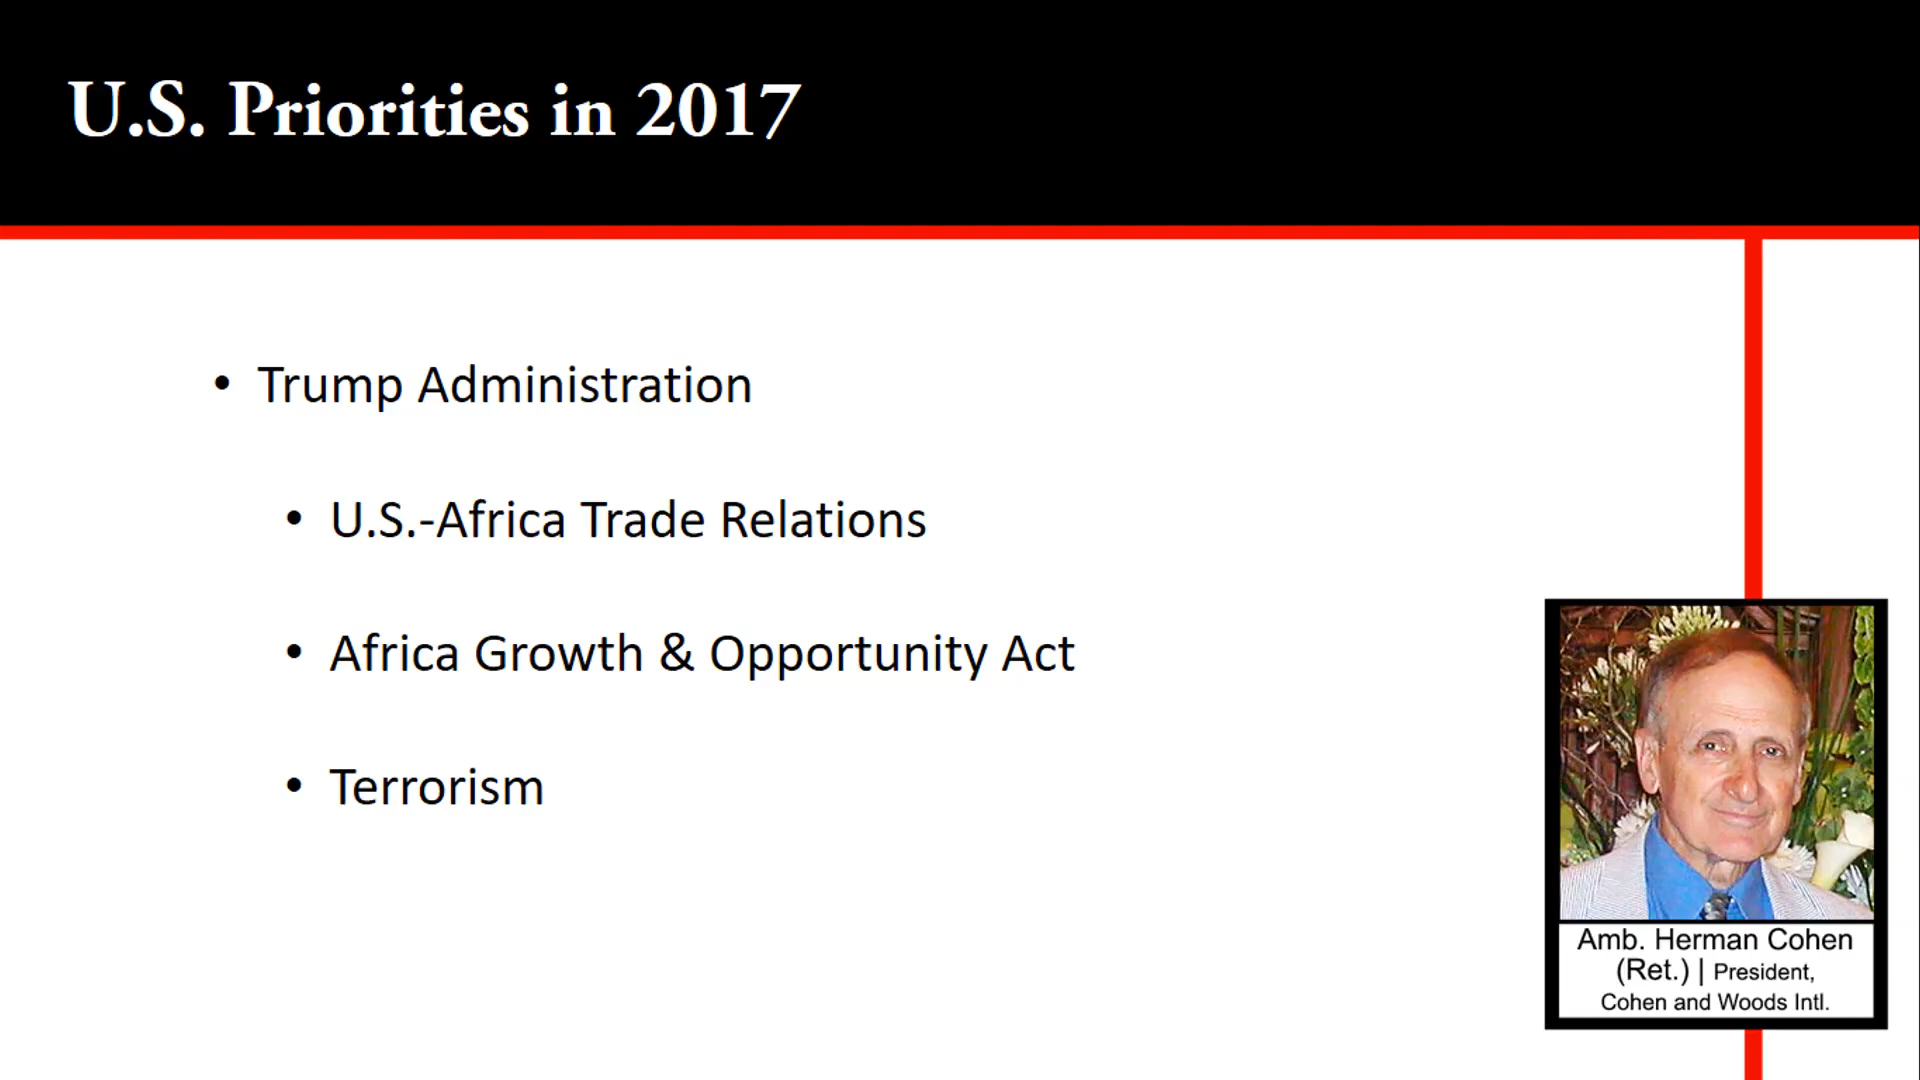 U.S. Priorities in 2017
• Trump Administration
• U.S.-Africa Trade Relations
• Africa Growth & Opportunity Act
• Terrorism
Amb. Herman Cohen
(Ret.) | President,
Cohen and Woods Intl.